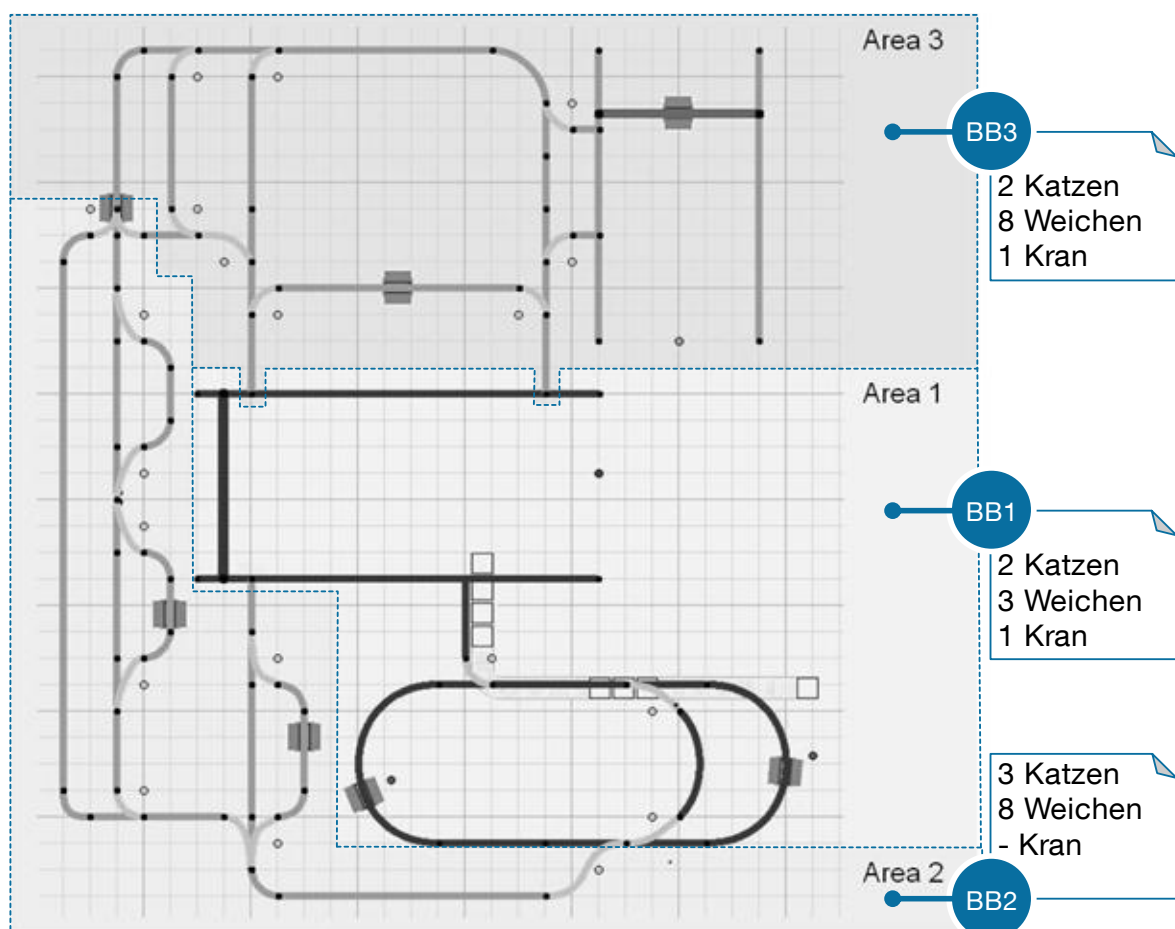 Area 3
BB3
2 Katzen
8 Weichen
1 Kran
Area 1
BB1
2 Katzen
3 Weichen
1 Kran
3 Katzen
8 Weichen
- Kran
Area 2
BB2